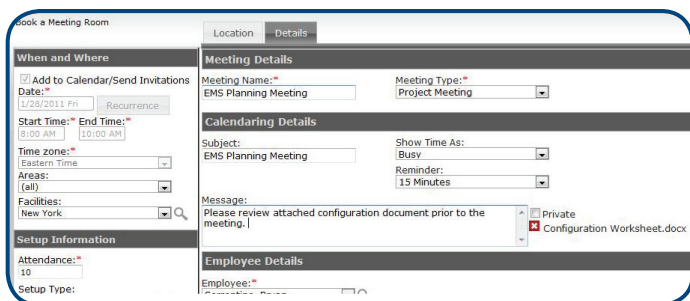 Book a Meeting Room
Location Details
When and Where
Add to Calendar/Send Invitations
Date:*
1/28/2011 Fri Recurrence
Start Time:* End Time:*
8:00 AM 10:00 AM
Time zone:*
Eastern Time
Areas:
(all)
Facilities:
New York
Setup Information
Attendance:*
10
Setup Type:
Meeting Details
Meeting Name:* Meeting Type:*
EMS Planning Meeting Project Meeting
Calendaring Details
Subject: Show Time As:
EMS Planning Meeting Busy
Reminder:
15 Minutes
Message:
Please review attached configuration document prior to the
meeting.
Private
Configuration Worksheet.docx
Employee Details
Employee:*